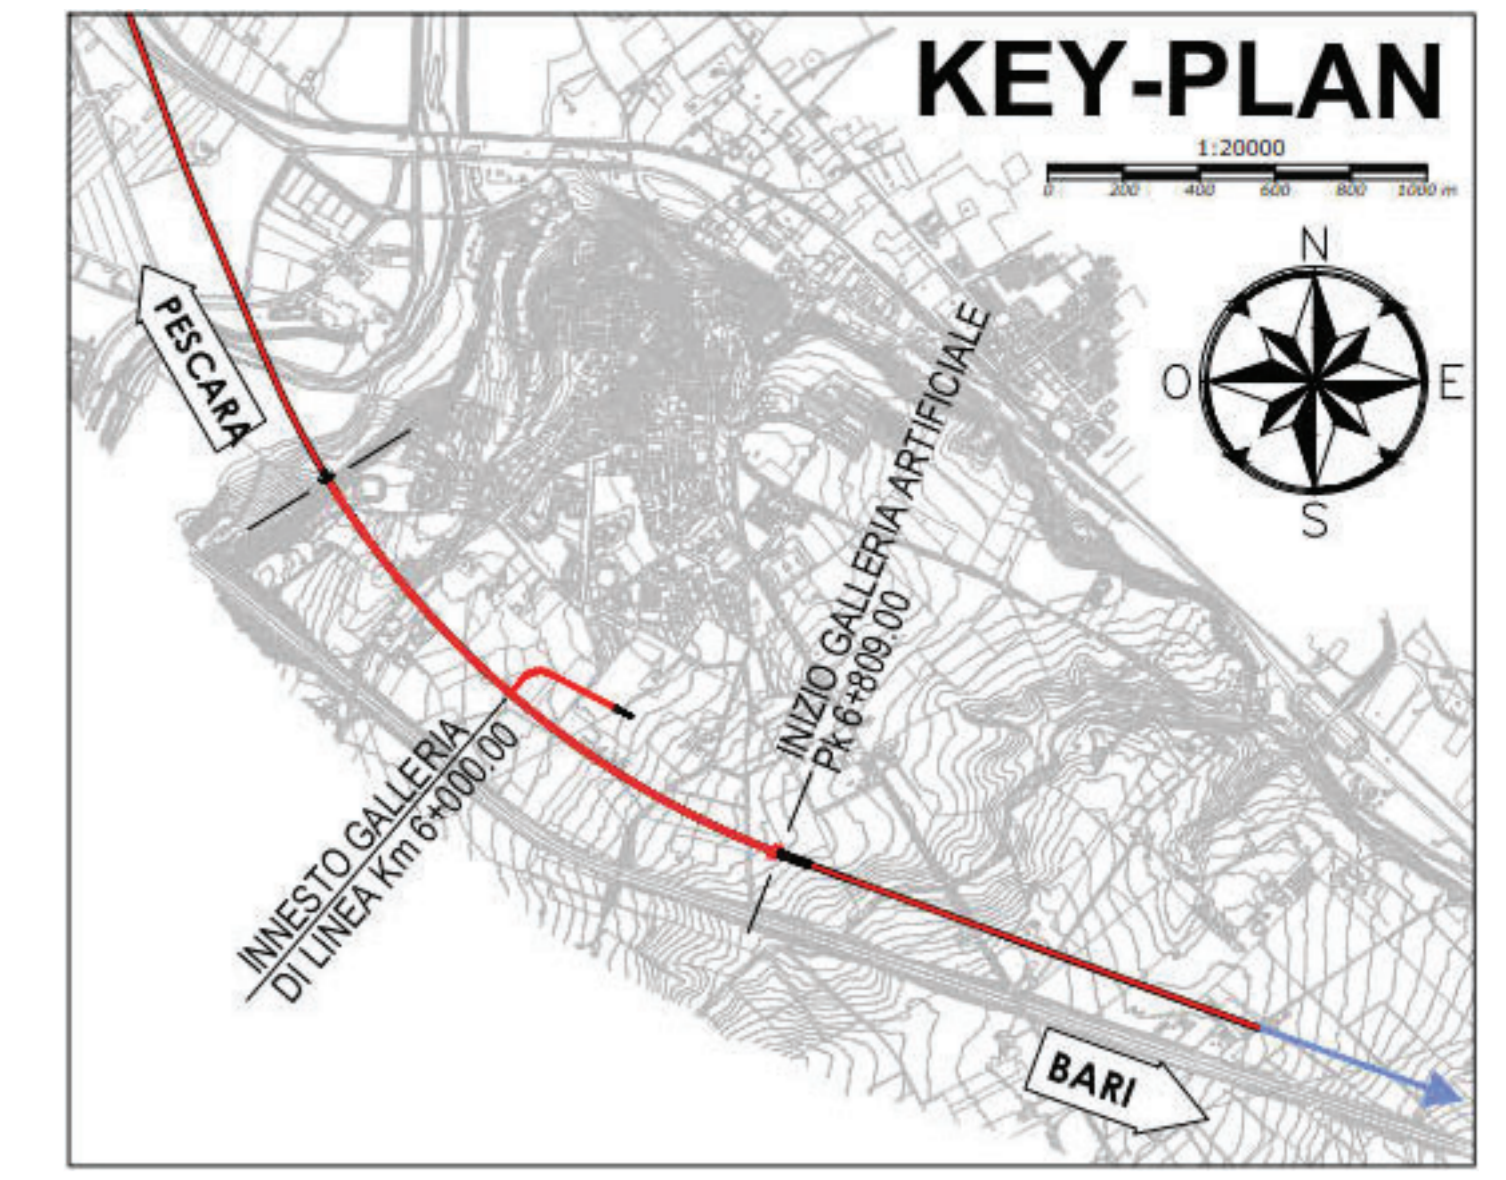 KEY-PLAN
1:20000
0 200 400 600 800 1000 m
N
O E
S
PESCARA
INIZIO GALLERIA ARTIFICIALE
Pk 6+809.00
INNESTO GALLERIA
DI LINEA Km 6+000.00
BARI